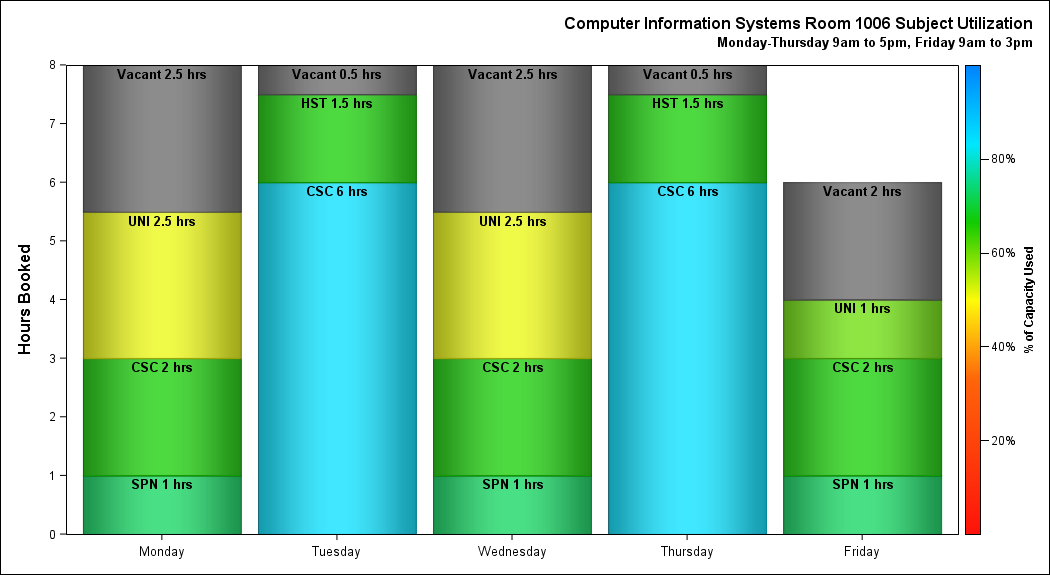 Computer Information Systems Room 1006 Subject Utilization
Monday-Thursday 9am to 5pm, Friday 9am to 3pm
Hours Booked
8
7
6
5
4
3
2
1
0
Vacant 2.5 hrs
UNI 2.5 hrs
CSC 2 hrs
SPN 1 hrs
Vacant 0.5 hrs
HST 1.5 hrs
CSC 6 hrs
Vacant 2.5 hrs
UNI 2.5 hrs
CSC 2 hrs
SPN 1 hrs
Vacant 0.5 hrs
HST 1.5 hrs
CSC 6 hrs
Vacant 2 hrs
UNI 1 hrs
CSC 2 hrs
SPN 1 hrs
Monday
Tuesday
Wednesday
Thursday
Friday
80%
60%
40%
20%
% of Capacity Used